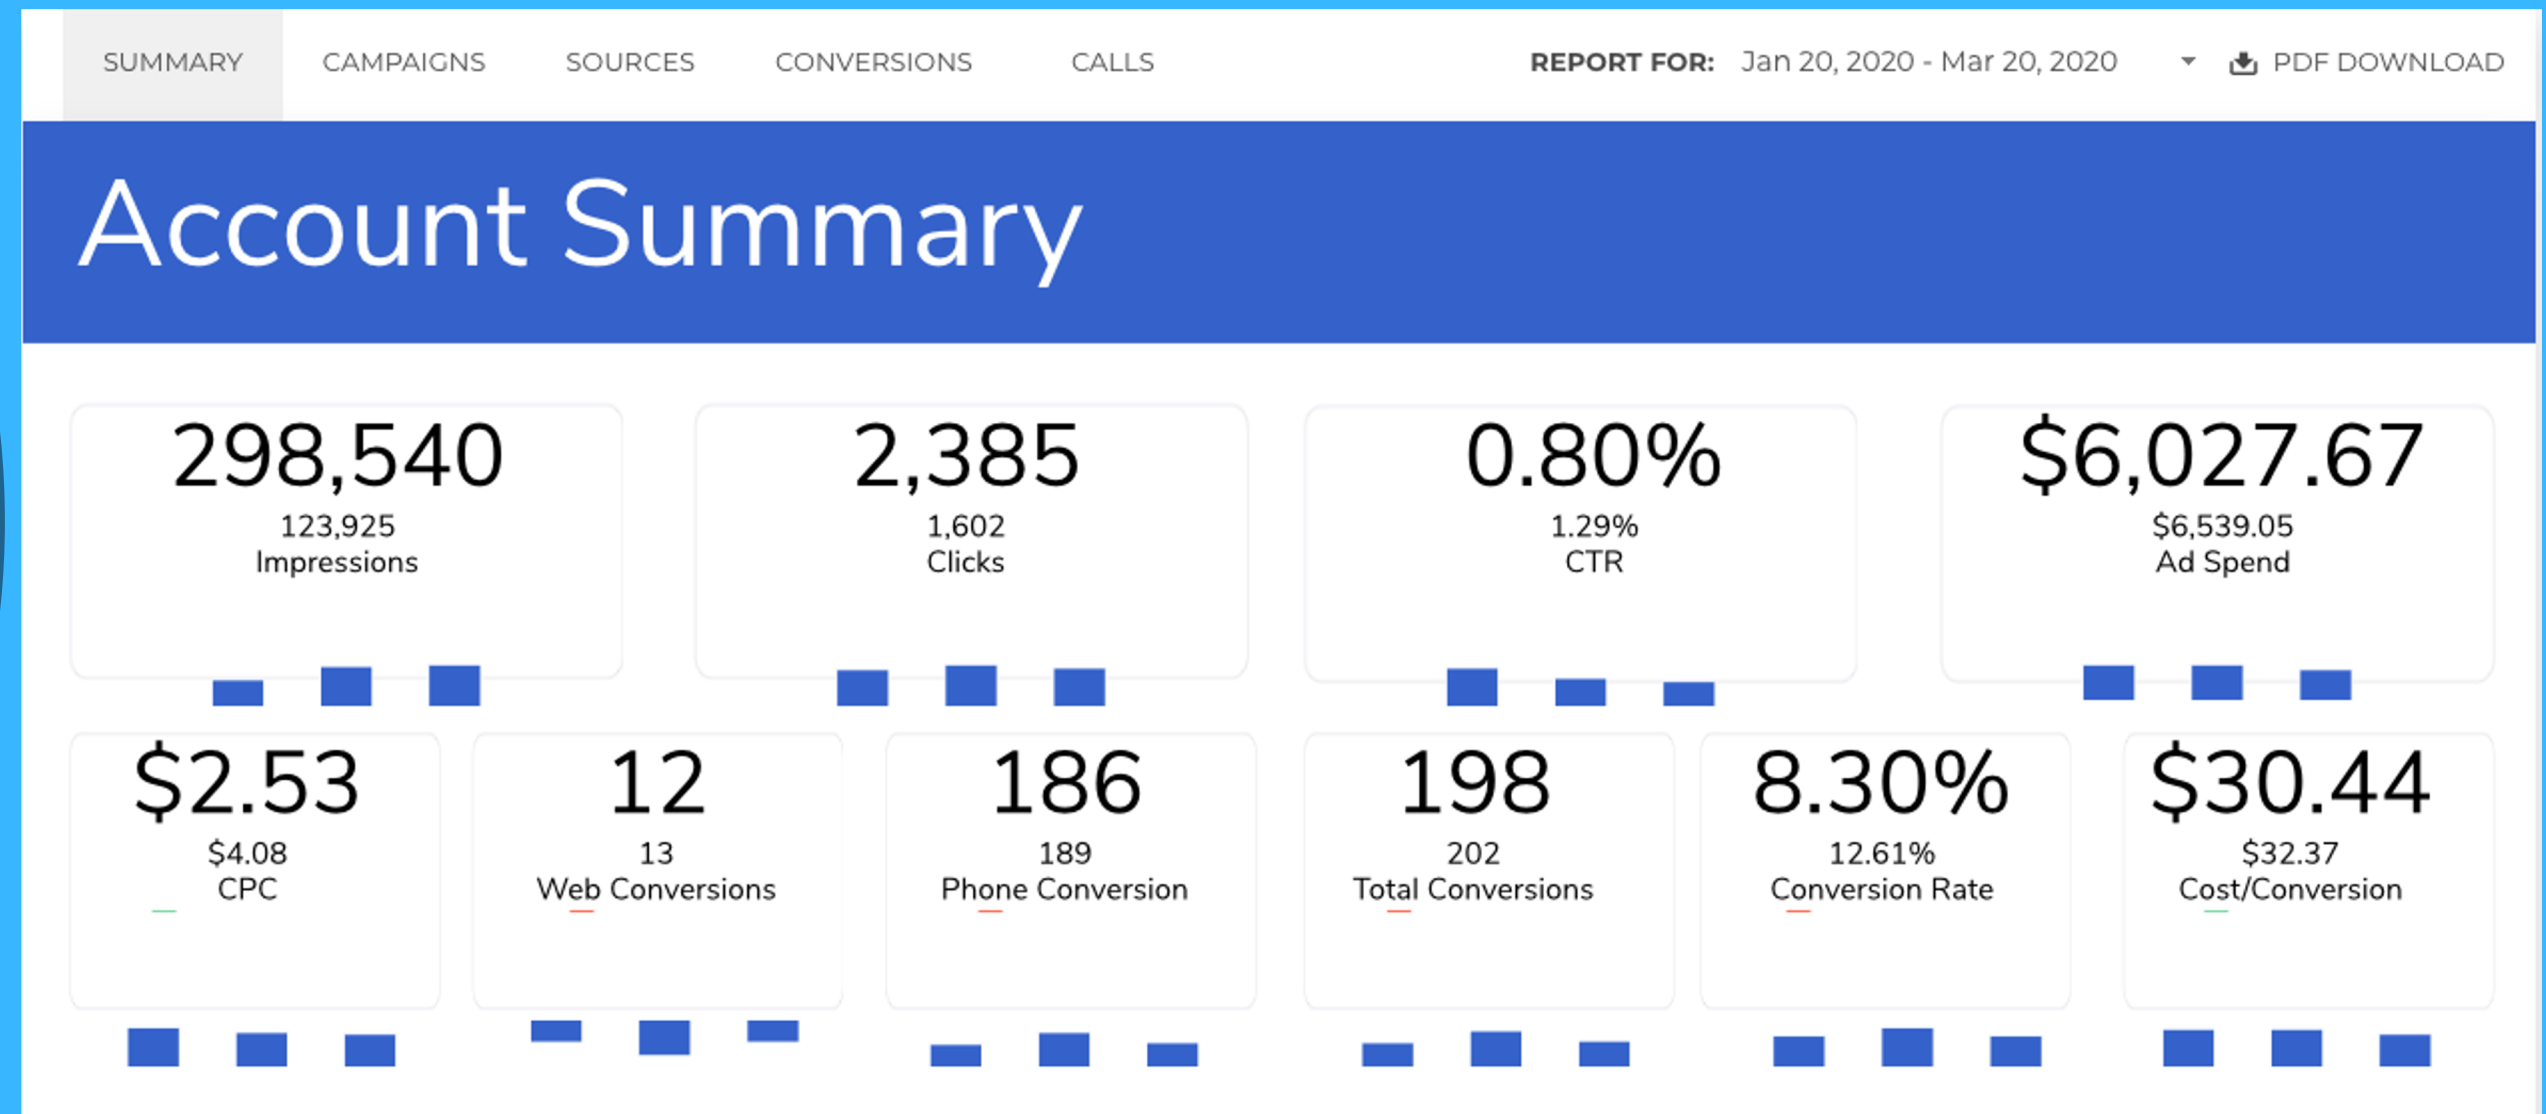 SUMMARY CAMPAIGNS SOURCES CONVERSIONS CALLS REPORT FOR: Jan 20, 2020 - Mar 20, 2020 PDF DOWNLOAD
Account Summary
298,540
123,925
Impressions
2,385
1,602
Clicks
0.80%
1.29%
CTR
$6,027.67
$6,539.05
Ad Spend
$2.53
$4.08
CPC
12
13
Web Conversions
186
189
Phone Conversion
198
202
Total Conversions
8.30%
12.61%
Conversion Rate
$30.44
$32.37
Cost/Conversion